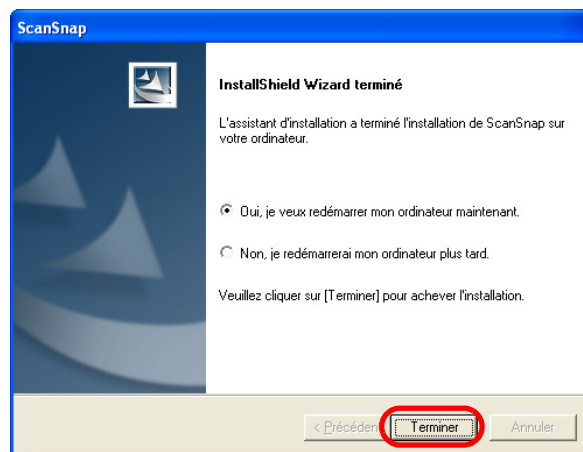 ScanSnap
InstallShield Wizard terminé
L'assistant d'installation a terminé l'installation de ScanSnap sur
votre ordinateur.
Oui, je veux redémarrer mon ordinateur maintenant.
Non, je redémarrerai mon ordinateur plus tard.
Veuillez cliquer sur [Terminer] pour achever l'installation.
< Précéden Terminer Annuler